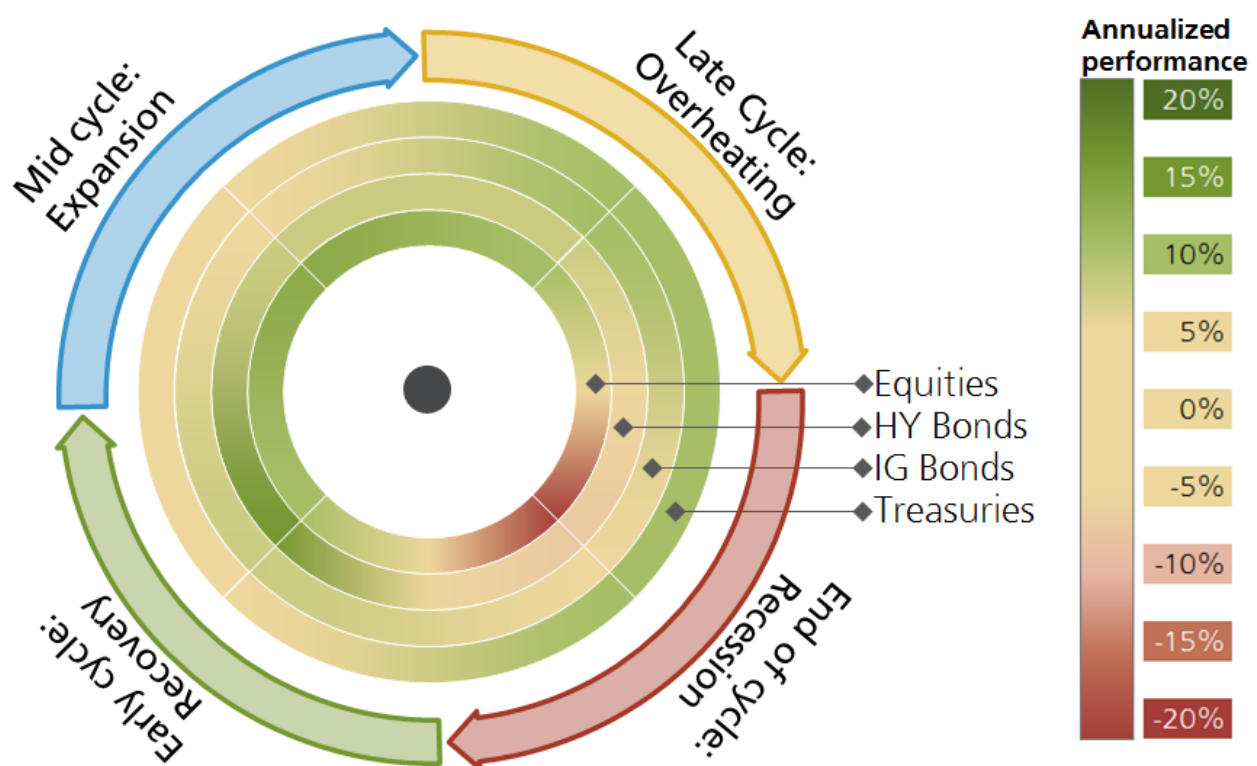 Mid cycle:
Expansion
Late Cycle:
Overheating
End of cycle:
Recession
Early cycle:
Recovery
Equities
HY Bonds
IG Bonds
Treasuries
Annualized
performance
20%
15%
10%
5%
0%
-5%
-10%
-15%
-20%